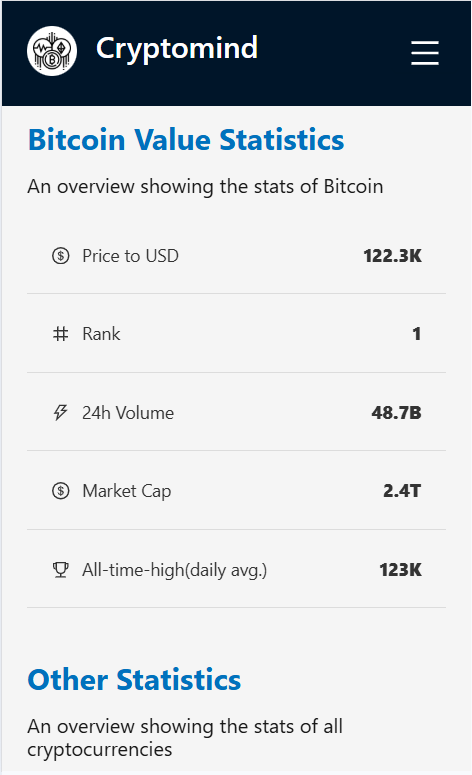 Cryptomind
Bitcoin Value Statistics
An overview showing the stats of Bitcoin
Price to USD 122.3K
Rank 1
24h Volume 48.7B
Market Cap 2.4T
All-time-high(daily avg.) 123K
Other Statistics
An overview showing the stats of all
cryptocurrencies